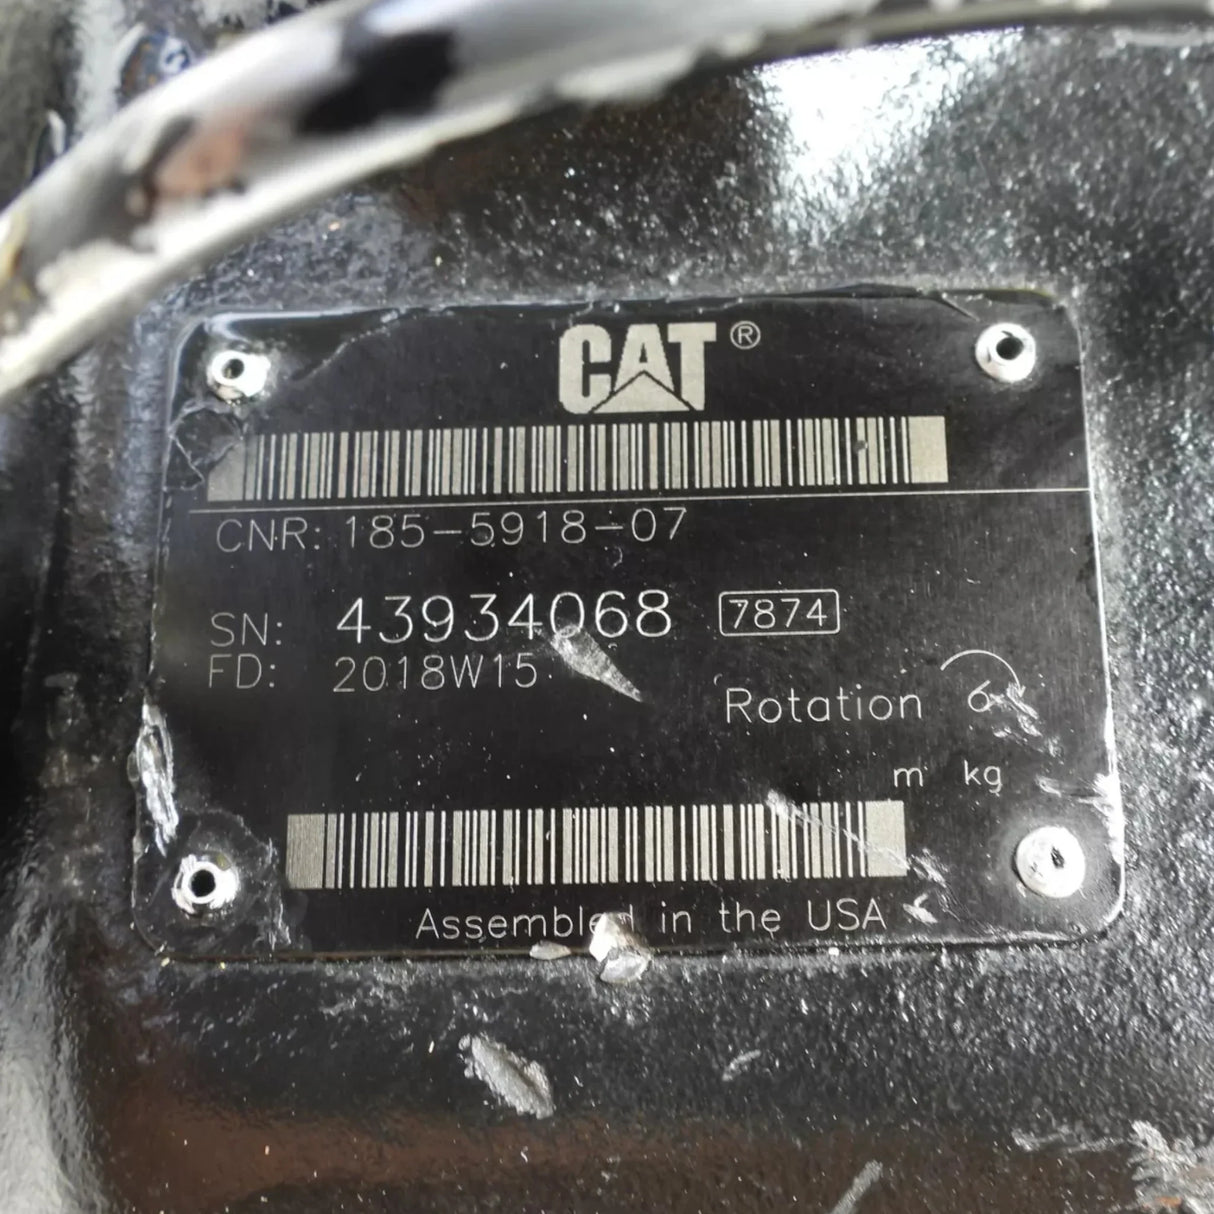 CAT®
CNR: 185-5918-07
SN: 43934068 7874
FD: 2018W15
Rotation
m kg
Assembled in the USA